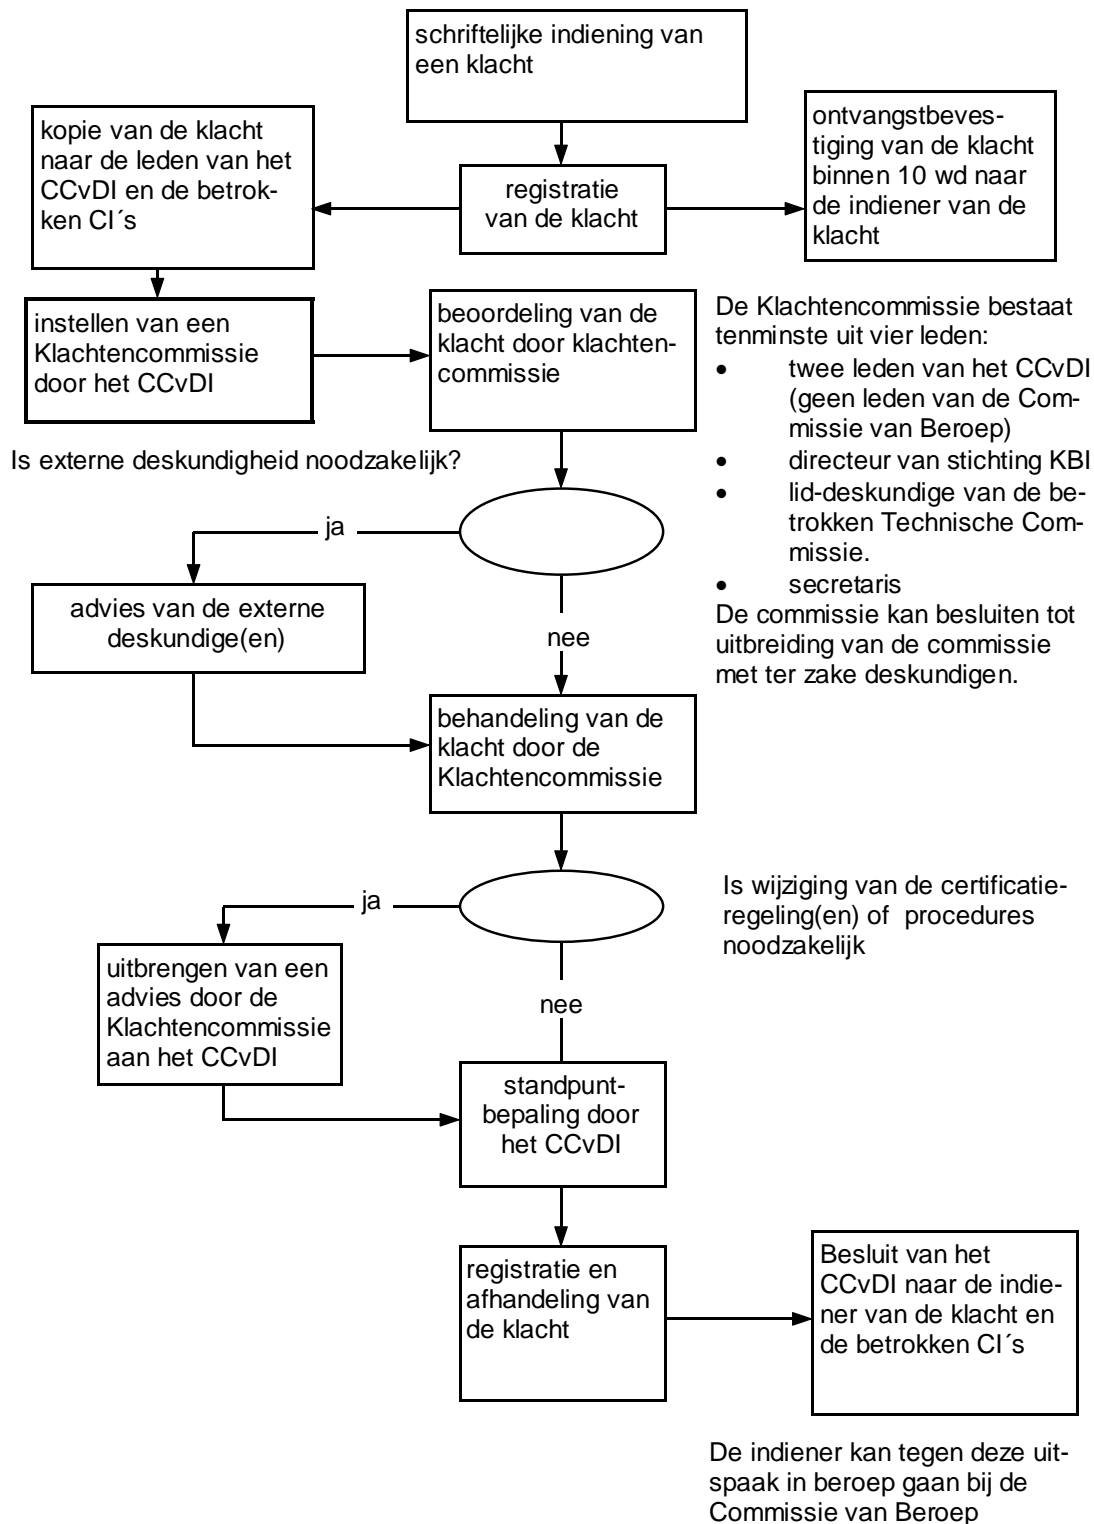 schriftelijke indiening van
een klacht
kopie van de klacht
naar de leden van het
CCvDI en de betrok-
ken CI´s
registratie
van de klacht
ontvangstbeves-
tiging van de klacht
binnen 10 wd naar
de indiener van de
klacht
instellen van een
Klachtencommissie
door het CCvDI
beoordeling van de
klacht door klachten-
commissie
De Klachtencommissie bestaat
tenminste uit vier leden:
• twee leden van het CCvDI
(geen leden van de Com-
missie van Beroep)
• directeur van stichting KBI
• lid-deskundige van de be-
trokken Technische Com-
missie.
• secretaris
De commissie kan besluiten tot
uitbreiding van de commissie
met ter zake deskundigen.
Is externe deskundigheid noodzakelijk?
ja
advies van de externe
deskundige(en)
nee
behandeling van de
klacht door de
Klachtencommissie
Is wijziging van de certificatie-
regeling(en) of procedures
noodzakelijk
ja
uitbrengen van een
advies door de
Klachtencommissie
aan het CCvDI
nee
standpunt-
bepaling door
het CCvDI
registratie en
afhandeling van
de klacht
Besluit van het
CCvDI naar de indie-
ner van de klacht en
de betrokken CI´s
De indiener kan tegen deze uit-
spaak in beroep gaan bij de
Commissie van Beroep